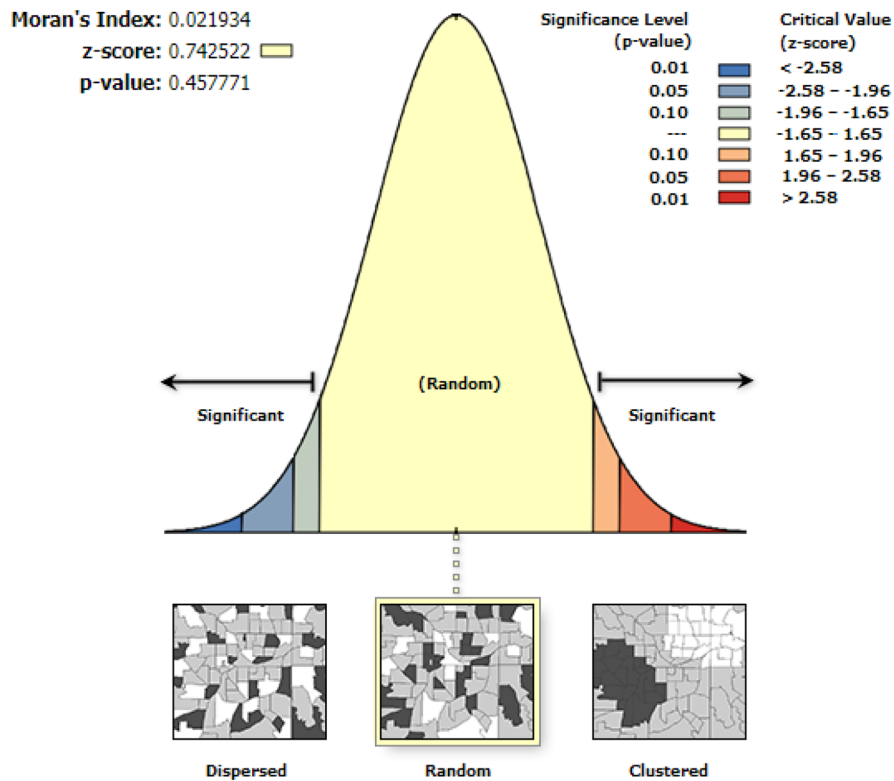 Moran's Index: 0.021934
z-score: 0.742522
p-value: 0.457771
Significance Level
(p-value)
Critical Value
(z-score)
0.01 < -2.58
0.05 -2.58 – -1.96
0.10 -1.96 – -1.65
--- -1.65 – 1.65
0.10 1.65 – 1.96
0.05 1.96 – 2.58
0.01 > 2.58
(Random)
Significant
Significant
Dispersed
Random
Clustered